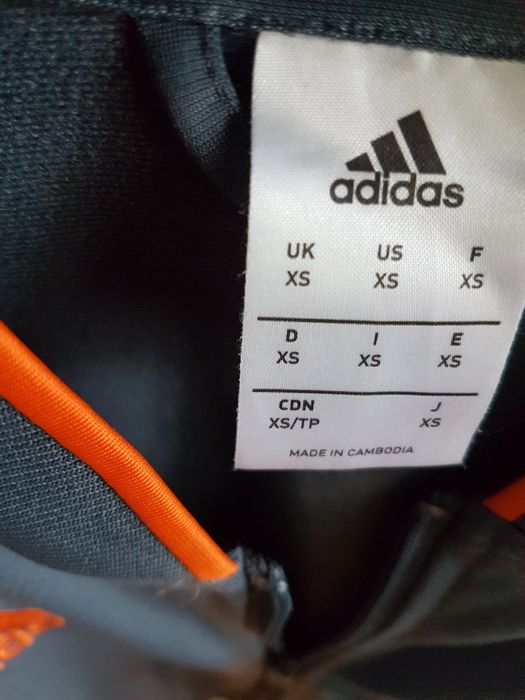 adidas
UK US F
XS XS XS
D I E
XS XS XS
CDN J
XS/TP XS
MADE IN CAMBODIA